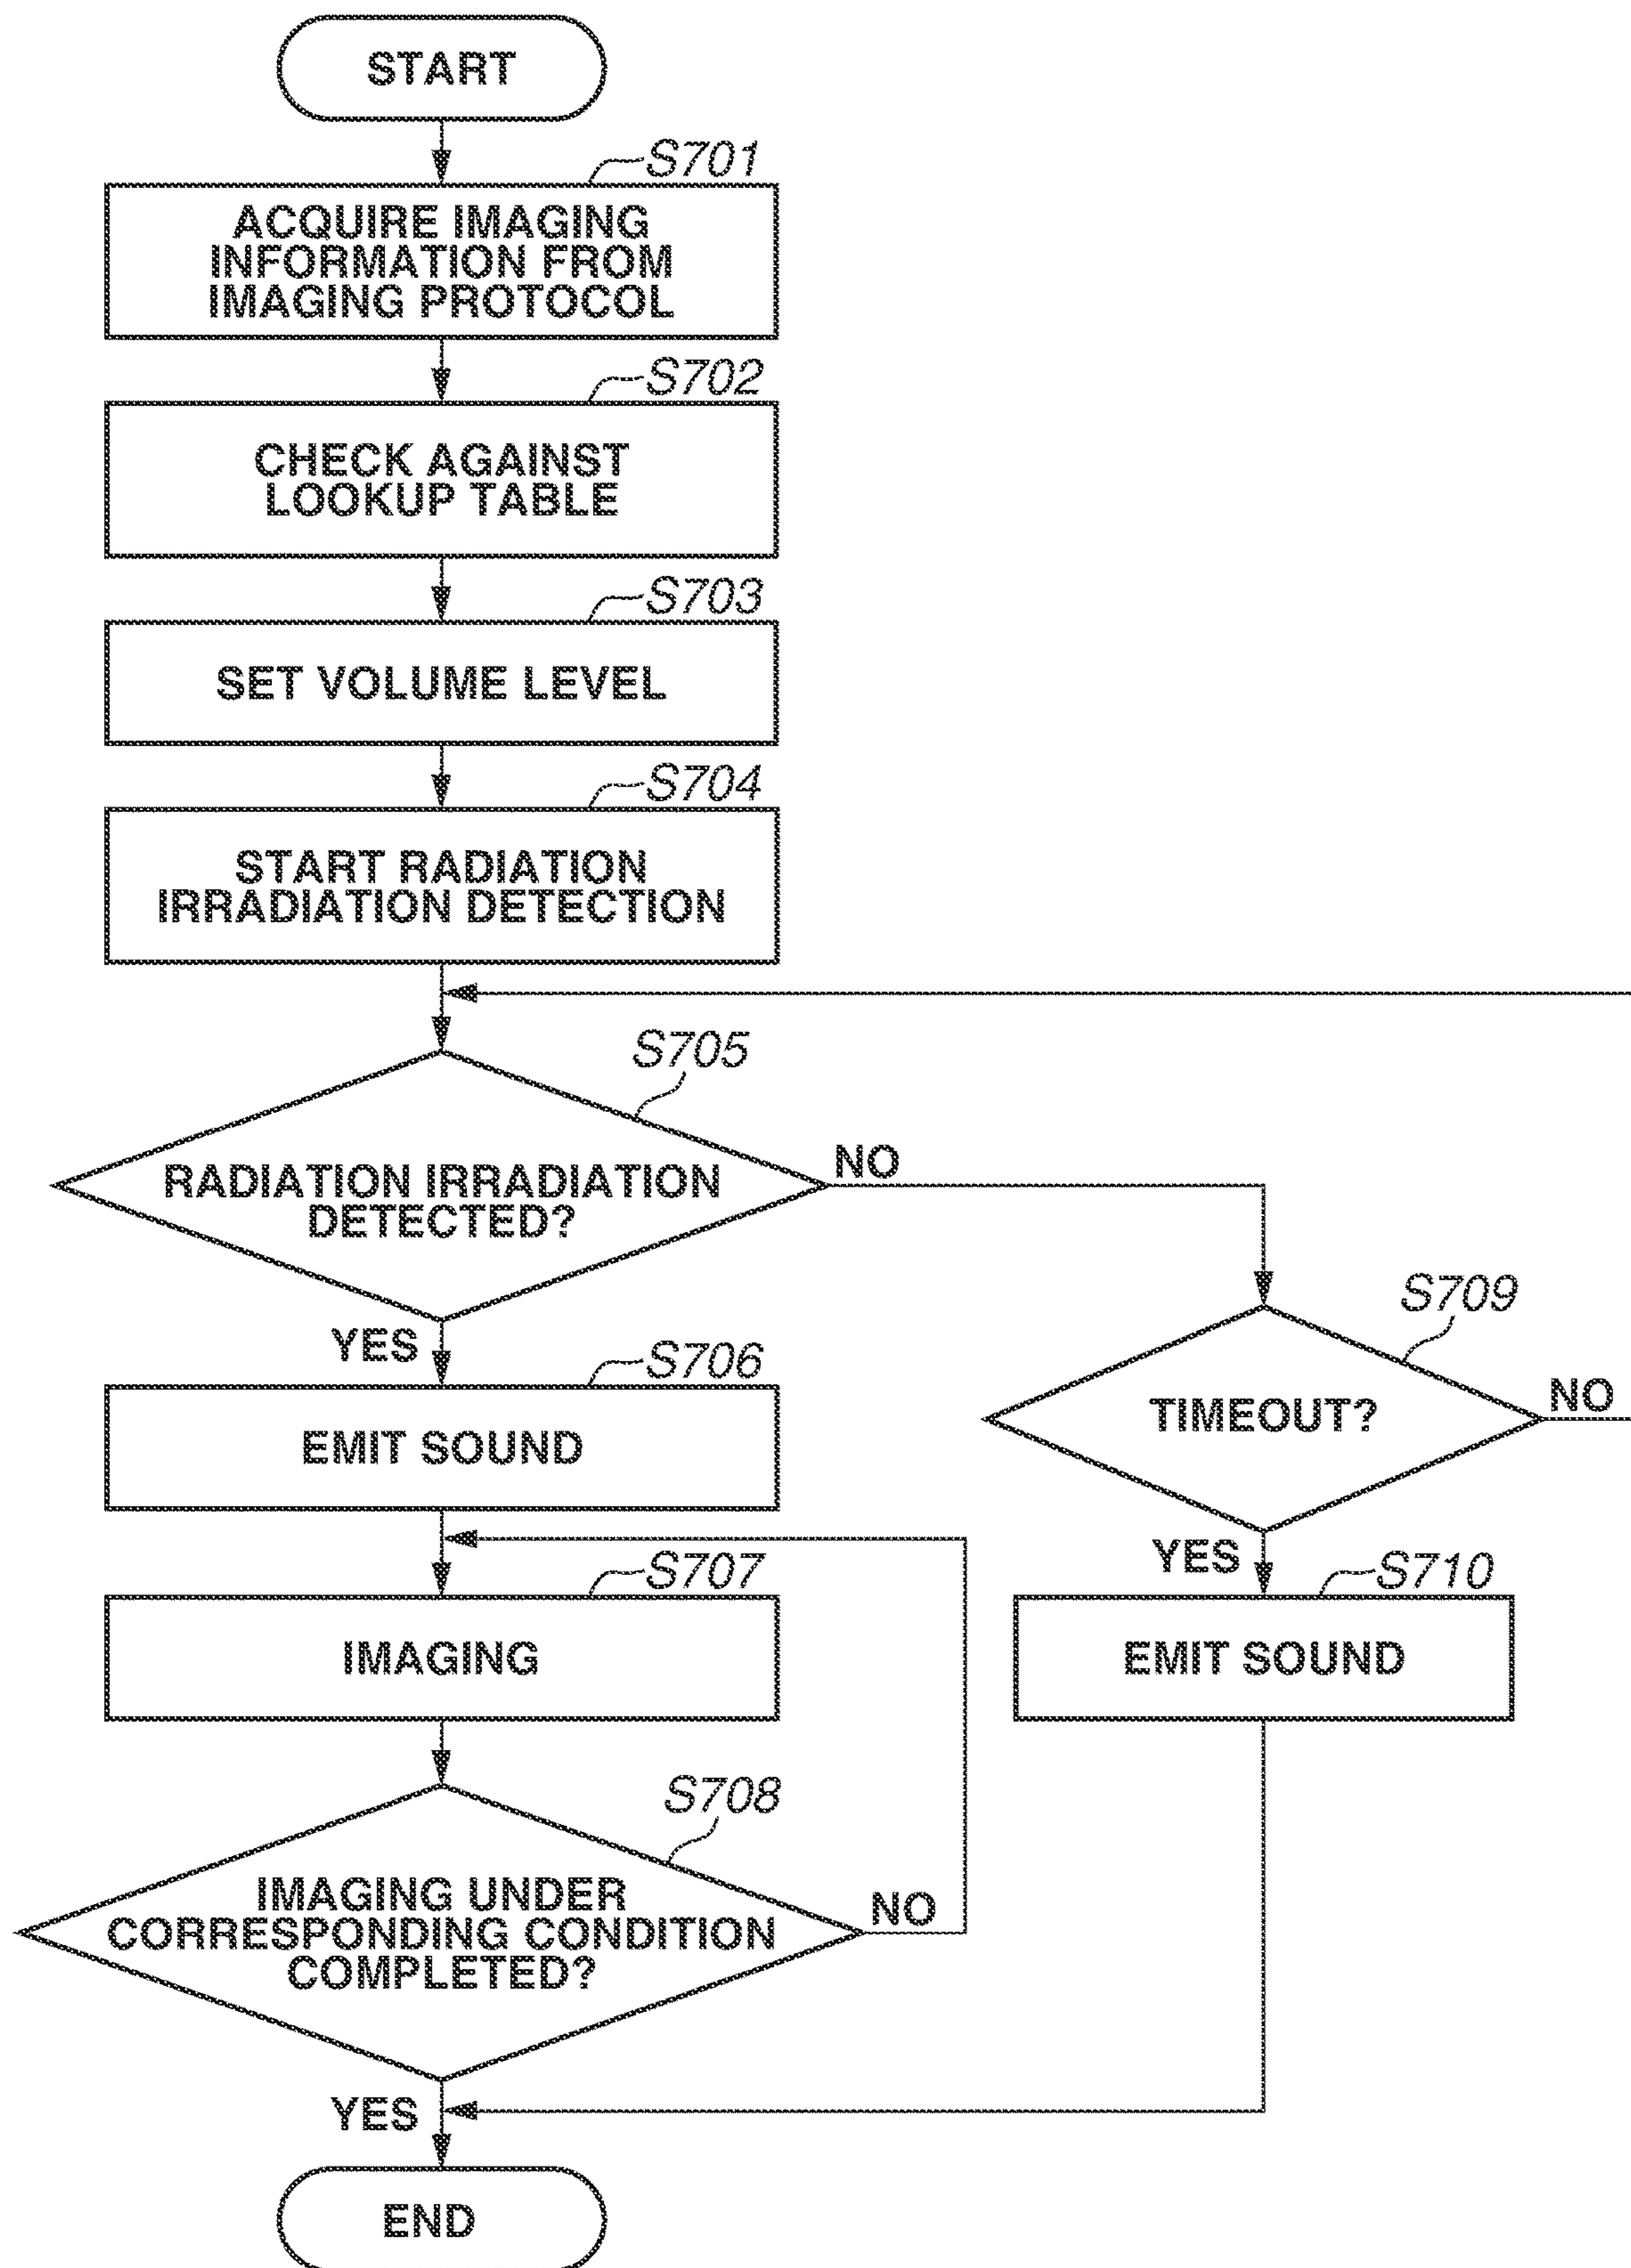 START
S701
ACQUIRE IMAGING
INFORMATION FROM
IMAGING PROTOCOL
S702
CHECK AGAINST
LOOKUP TABLE
S703
SET VOLUME LEVEL
S704
START RADIATION
IRRADIATION DETECTION
S705
RADIATION IRRADIATION
DETECTED?
NO
YES
S709
TIMEOUT?
NO
YES
S706
EMIT SOUND
S707
IMAGING
S710
EMIT SOUND
S708
IMAGING UNDER
CORRESPONDING CONDITION
COMPLETED?
NO
YES
END